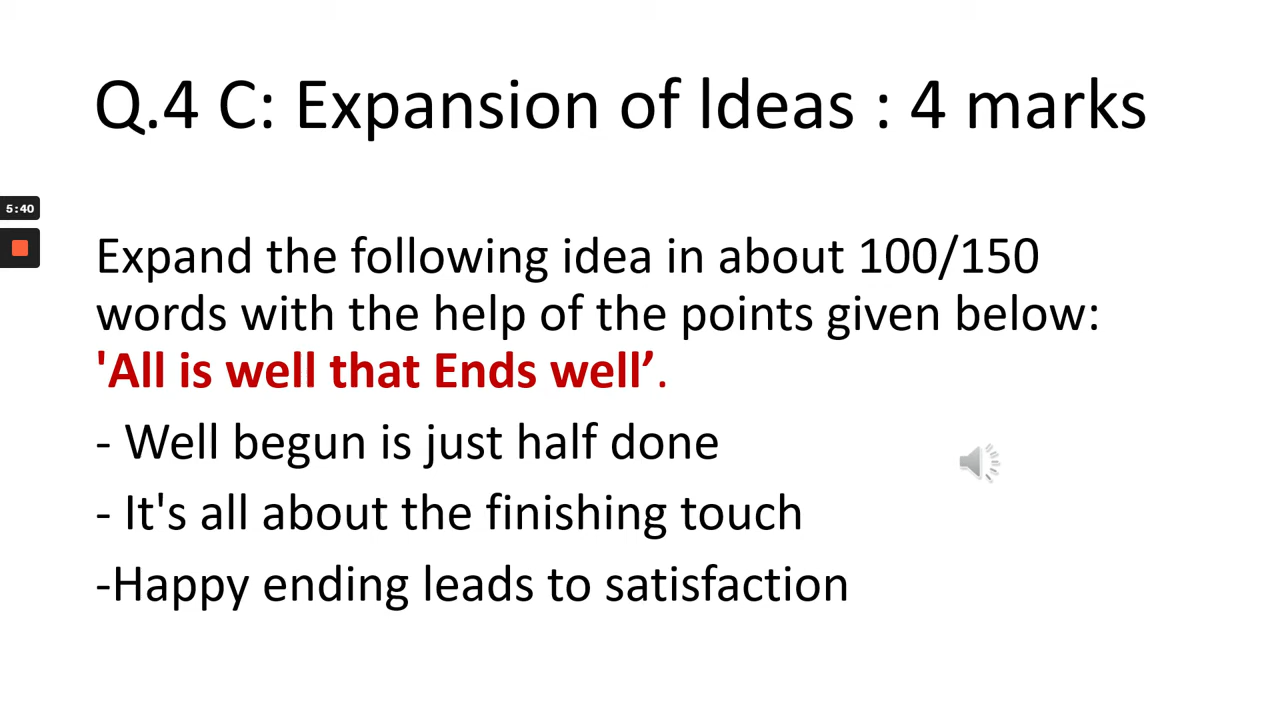 Q.4 C: Expansion of Ideas : 4 marks
5:40
Expand the following idea in about 100/150
words with the help of the points given below:
'All is well that Ends well’.
- Well begun is just half done
- It's all about the finishing touch
-Happy ending leads to satisfaction